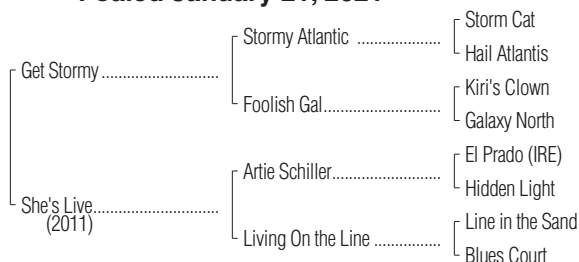 Storm Cat
Stormy Atlantic ....................
Hail Atlantis
Get Stormy ............................
Kiri's Clown
Foolish Gal............................
Galaxy North
El Prado (IRE)
Artie Schiller..........................
Hidden Light
She's Live..............................
(2011)
Line in the Sand
Living On the Line ................
Blues Court